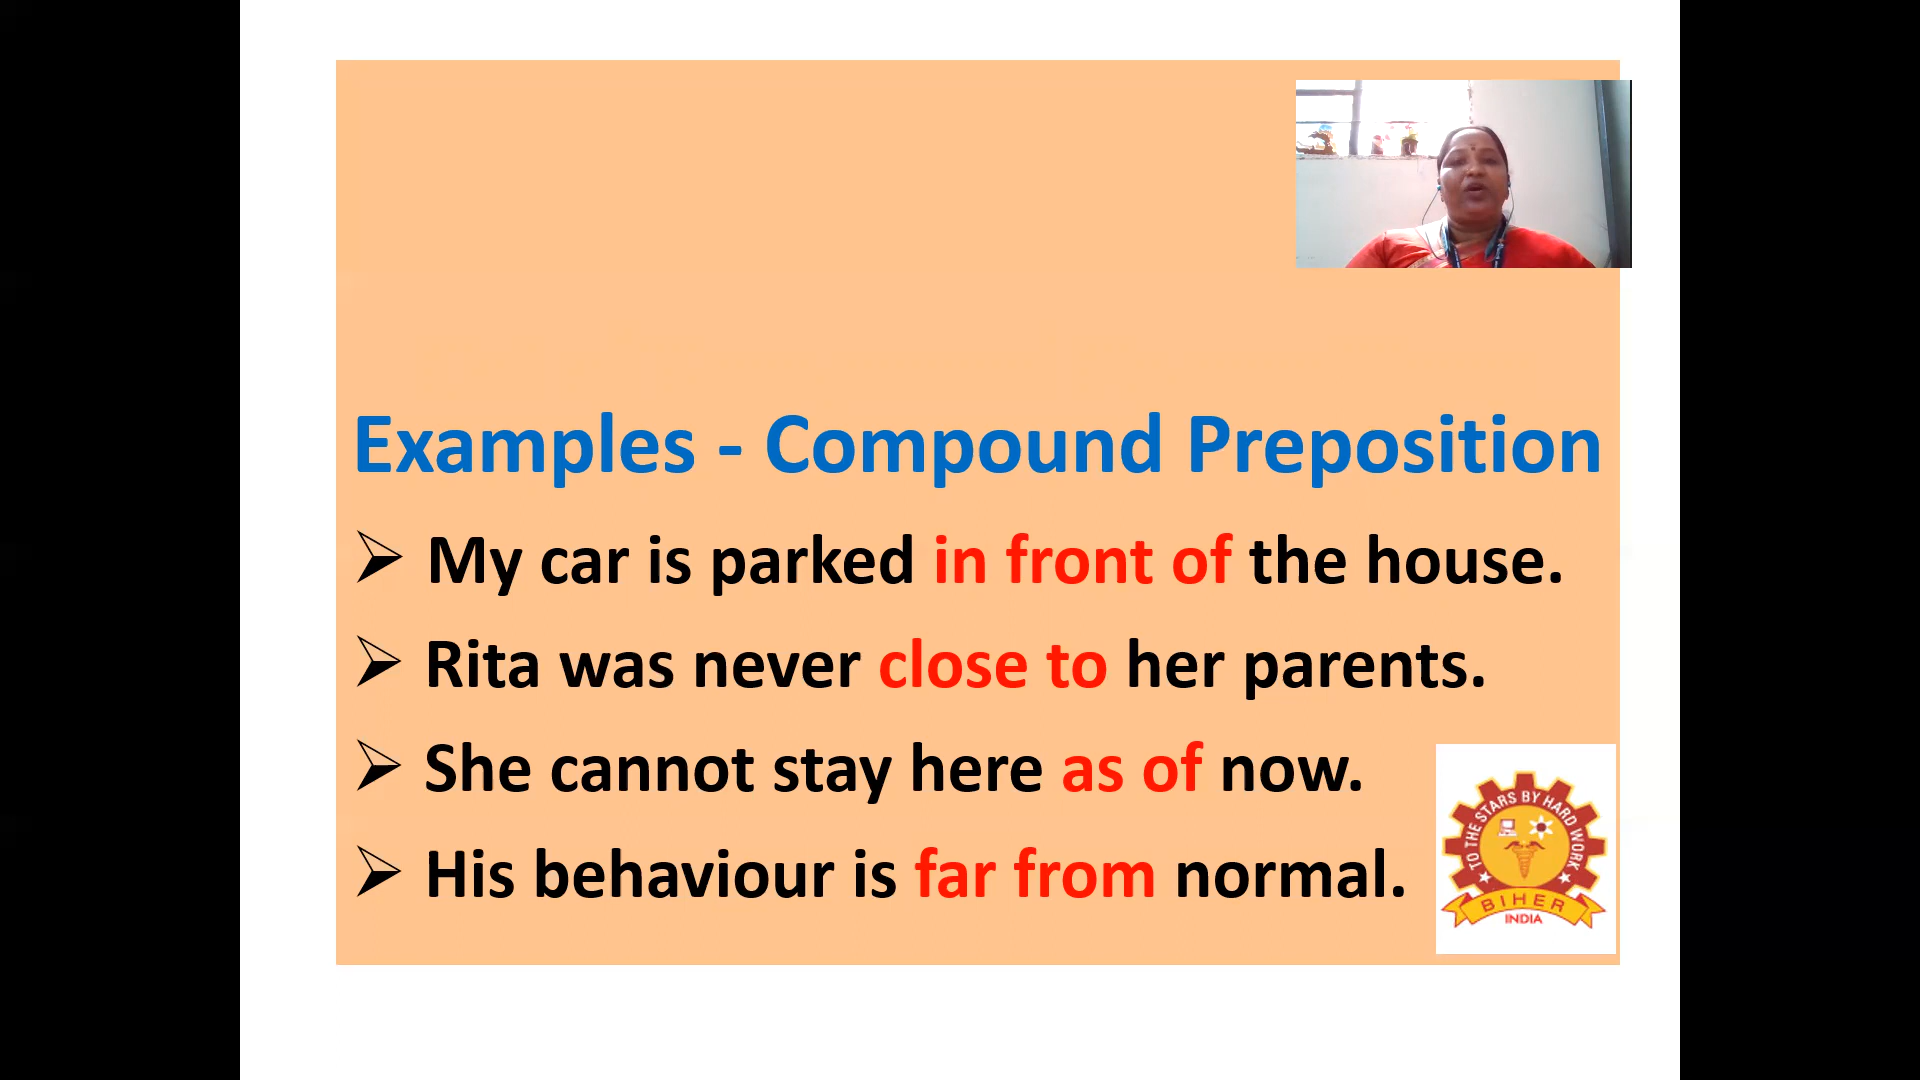 Examples - Compound Preposition
➢ My car is parked in front of the house.
➢ Rita was never close to her parents.
➢ She cannot stay here as of now.
➢ His behaviour is far from normal.
TO THE STARS BY HARD WORK
BIHER
INDIA